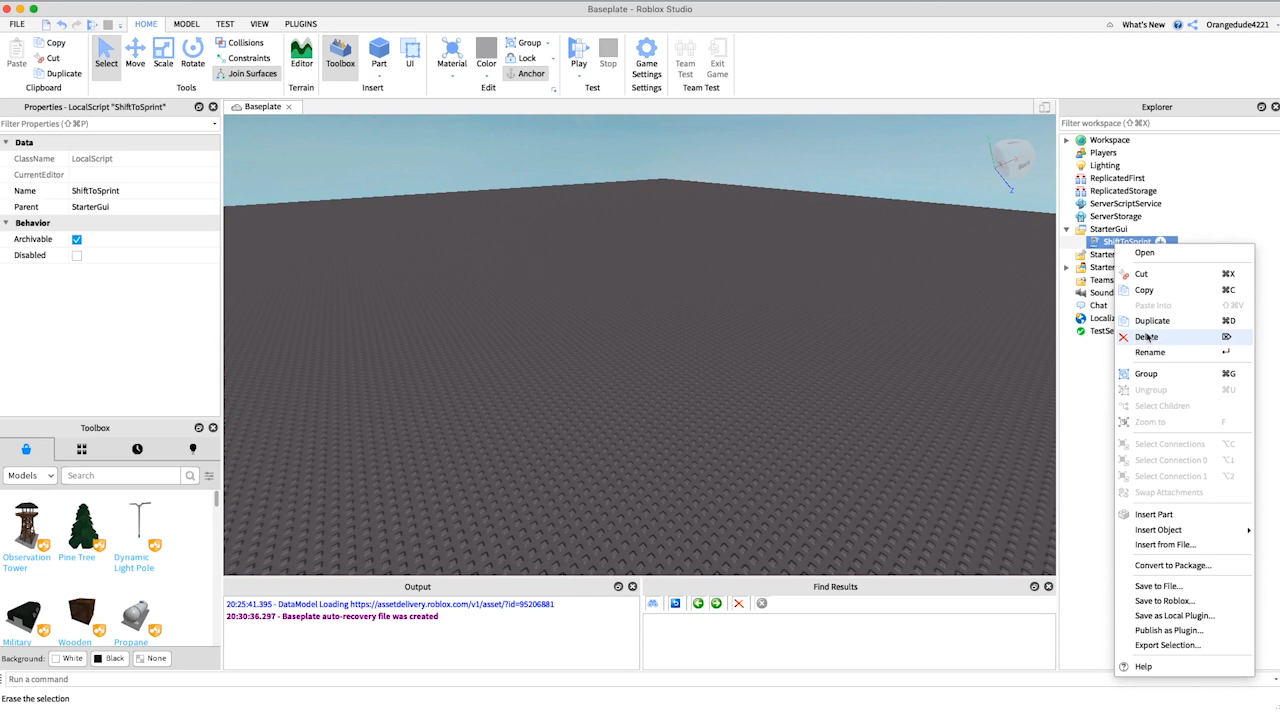 Baseplate - Roblox Studio
FILE HOME MODEL TEST VIEW PLUGINS What's New Orangedude4221
Paste Copy Cut Duplicate Clipboard
Select Move Scale Rotate Collisions Constraints Join Surfaces Tools
Editor Terrain
Toolbox Part UI Insert
Material Color Group Lock Anchor Edit
Play Stop Test
Game Settings Settings
Team Test Exit Game Team Test
Properties - LocalScript "ShiftToSprint"
Filter Properties (⇧⌘P)
Data
ClassName LocalScript
CurrentEditor
Name ShiftToSprint
Parent StarterGui
Behavior
Archivable
Disabled
Toolbox
Models Search
Observation Tower
Pine Tree
Dynamic Light Pole
Military
Wooden
Propane
Background: White Black None
Baseplate
Output
20:25:41.395 - DataModel Loading https://assetdelivery.roblox.com/v1/asset/?id=95206881
20:30:36.297 - Baseplate auto-recovery file was created
Find Results
Explorer
Filter workspace (⇧⌘X)
Workspace
Players
Lighting
ReplicatedFirst
ReplicatedStorage
ServerScriptService
ServerStorage
StarterGui
ShiftToSprint
Starter
Starter
Teams
Sound
Chat
Localiz
TestSe
Open
Cut ⌘X
Copy ⌘C
Paste Into ⇧⌘V
Duplicate ⌘D
Delete ⌦
Rename ↵
Group ⌘G
Ungroup ⌘U
Select Children
Zoom to F
Select Connections ⌥C
Select Connection 0 ⌥1
Select Connection 1 ⌥2
Swap Attachments
Insert Part
Insert Object
Insert from File...
Convert to Package...
Save to File...
Save to Roblox...
Save as Local Plugin...
Publish as Plugin...
Export Selection...
Help
Run a command
Erase the selection